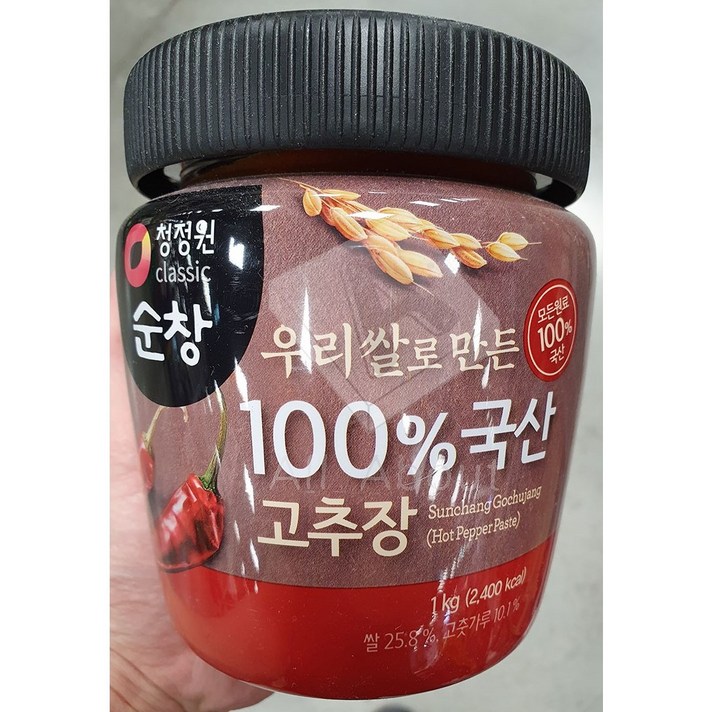 청정원
classic
순창
우리쌀로 만든
모든원료
100%
국산
100% 국산
고추장
Sunchang Gochujang
(Hot Pepper Paste)
1kg (2,400 kcal)
쌀 25.8%, 고춧가루 10.1%
All About